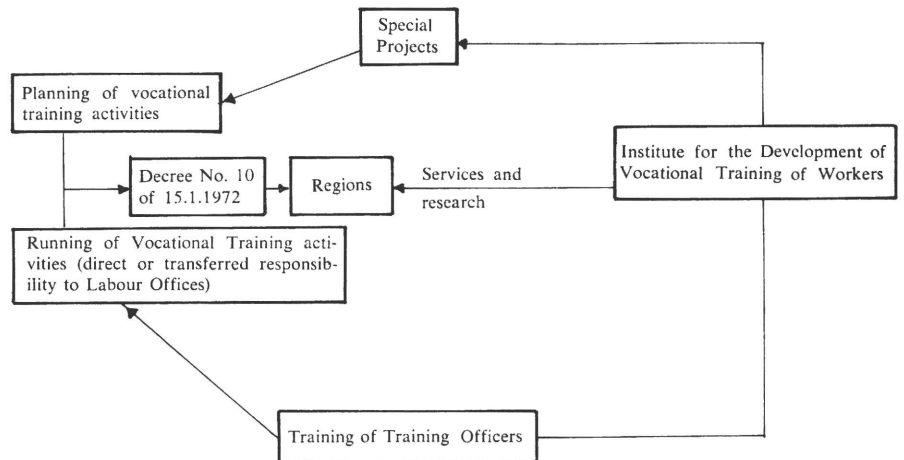 Special
Projects
Planning of vocational
training activities
Institute for the Development of
Vocational Training of Workers
Decree No. 10
of 15.1.1972
Regions
Services and
research
Running of Vocational Training acti-
vities (direct or transferred responsib-
ility to Labour Offices)
Training of Training Officers